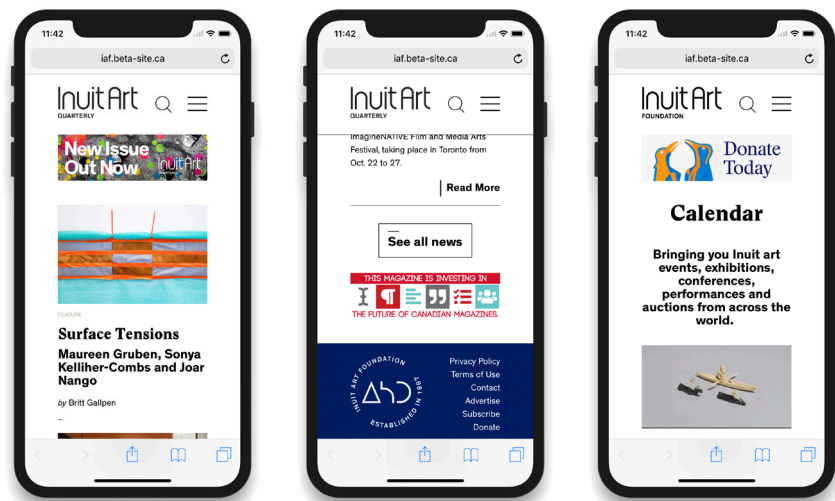 11:42
iaf.beta-site.ca
Inuit Art
QUARTERLY
New Issue
Out Now
InuitArt
QUARTERLY
FEATURE
Surface Tensions
Maureen Gruben, Sonya
Kelliher-Combs and Joar
Nango
by Britt Gallpen
11:42
iaf.beta-site.ca
Inuit Art
QUARTERLY
imagineNATIVE Film and Media Arts
Festival, taking place in Toronto from
Oct. 22 to 27.
Read More
See all news
THIS MAGAZINE IS INVESTING IN
THE FUTURE OF CANADIAN MAGAZINES.
INUIT ART FOUNDATION
ESTABLISHED IN 1987
Privacy Policy
Terms of Use
Contact
Advertise
Subscribe
Donate
11:42
iaf.beta-site.ca
Inuit Art
FOUNDATION
Donate
Today
Calendar
Bringing you Inuit art
events, exhibitions,
conferences,
performances and
auctions from across the
world.